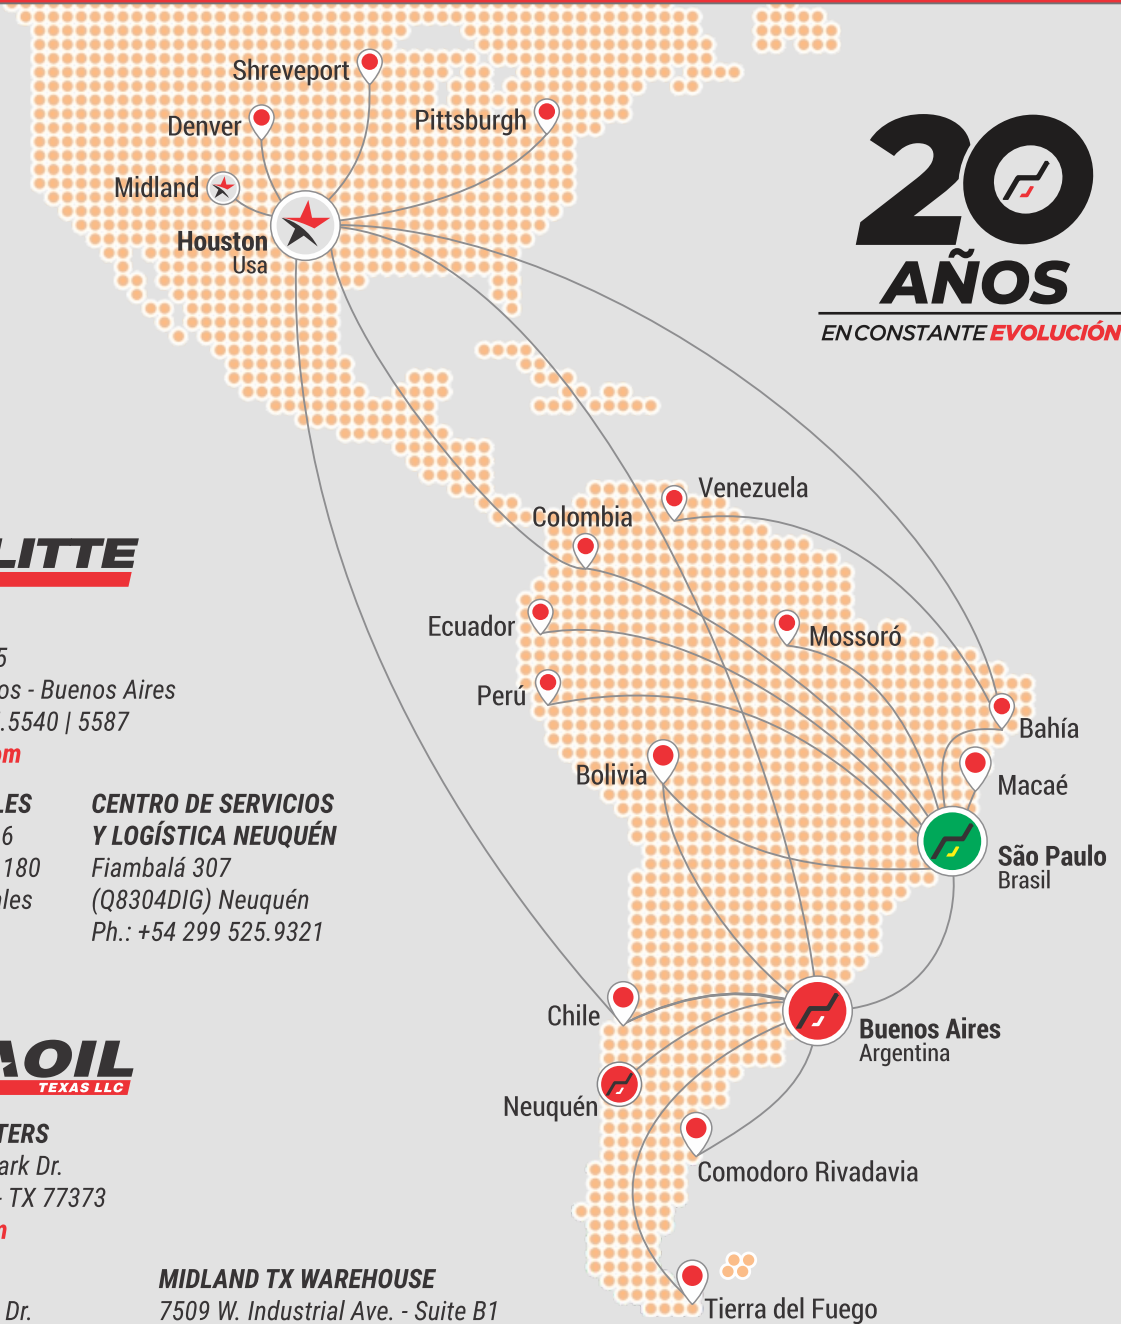 Shreveport
Denver
Pittsburgh
Midland
Houston
Usa
20
AÑOS
EN CONSTANTE EVOLUCIÓN
Venezuela
Colombia
Ecuador
Mossoró
Perú
Bahía
Bolivia
Macaé
São Paulo
Brasil
Chile
Buenos Aires
Argentina
Neuquén
Comodoro Rivadavia
Tierra del Fuego
LITTE
5
os - Buenos Aires
.5540 | 5587
om
LES
6
180
ales
CENTRO DE SERVICIOS
Y LOGÍSTICA NEUQUÉN
Fiambalá 307
(Q8304DIG) Neuquén
Ph.: +54 299 525.9321
AOIL
TEXAS LLC
TERS
ark Dr.
- TX 77373
Dr.
MIDLAND TX WAREHOUSE
7509 W. Industrial Ave. - Suite B1